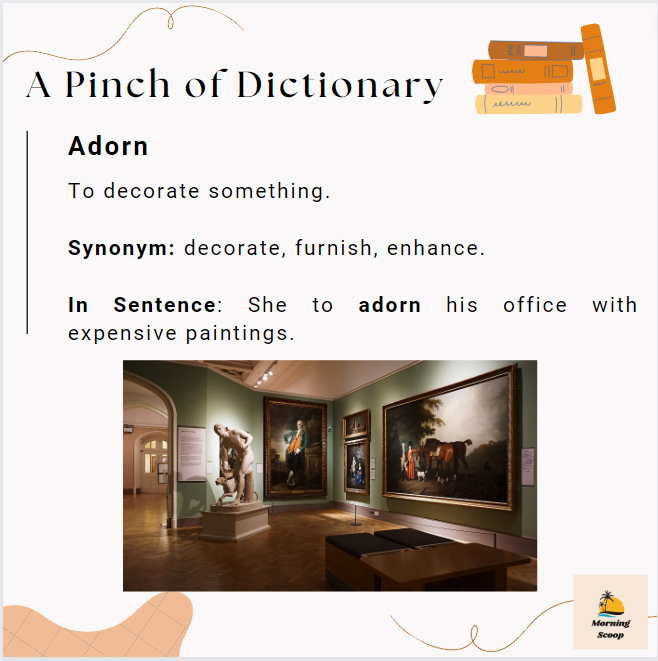 A Pinch of Dictionary
Adorn
To decorate something.
Synonym: decorate, furnish, enhance.
In Sentence: She to adorn his office with
expensive paintings.
Morning
Scoop